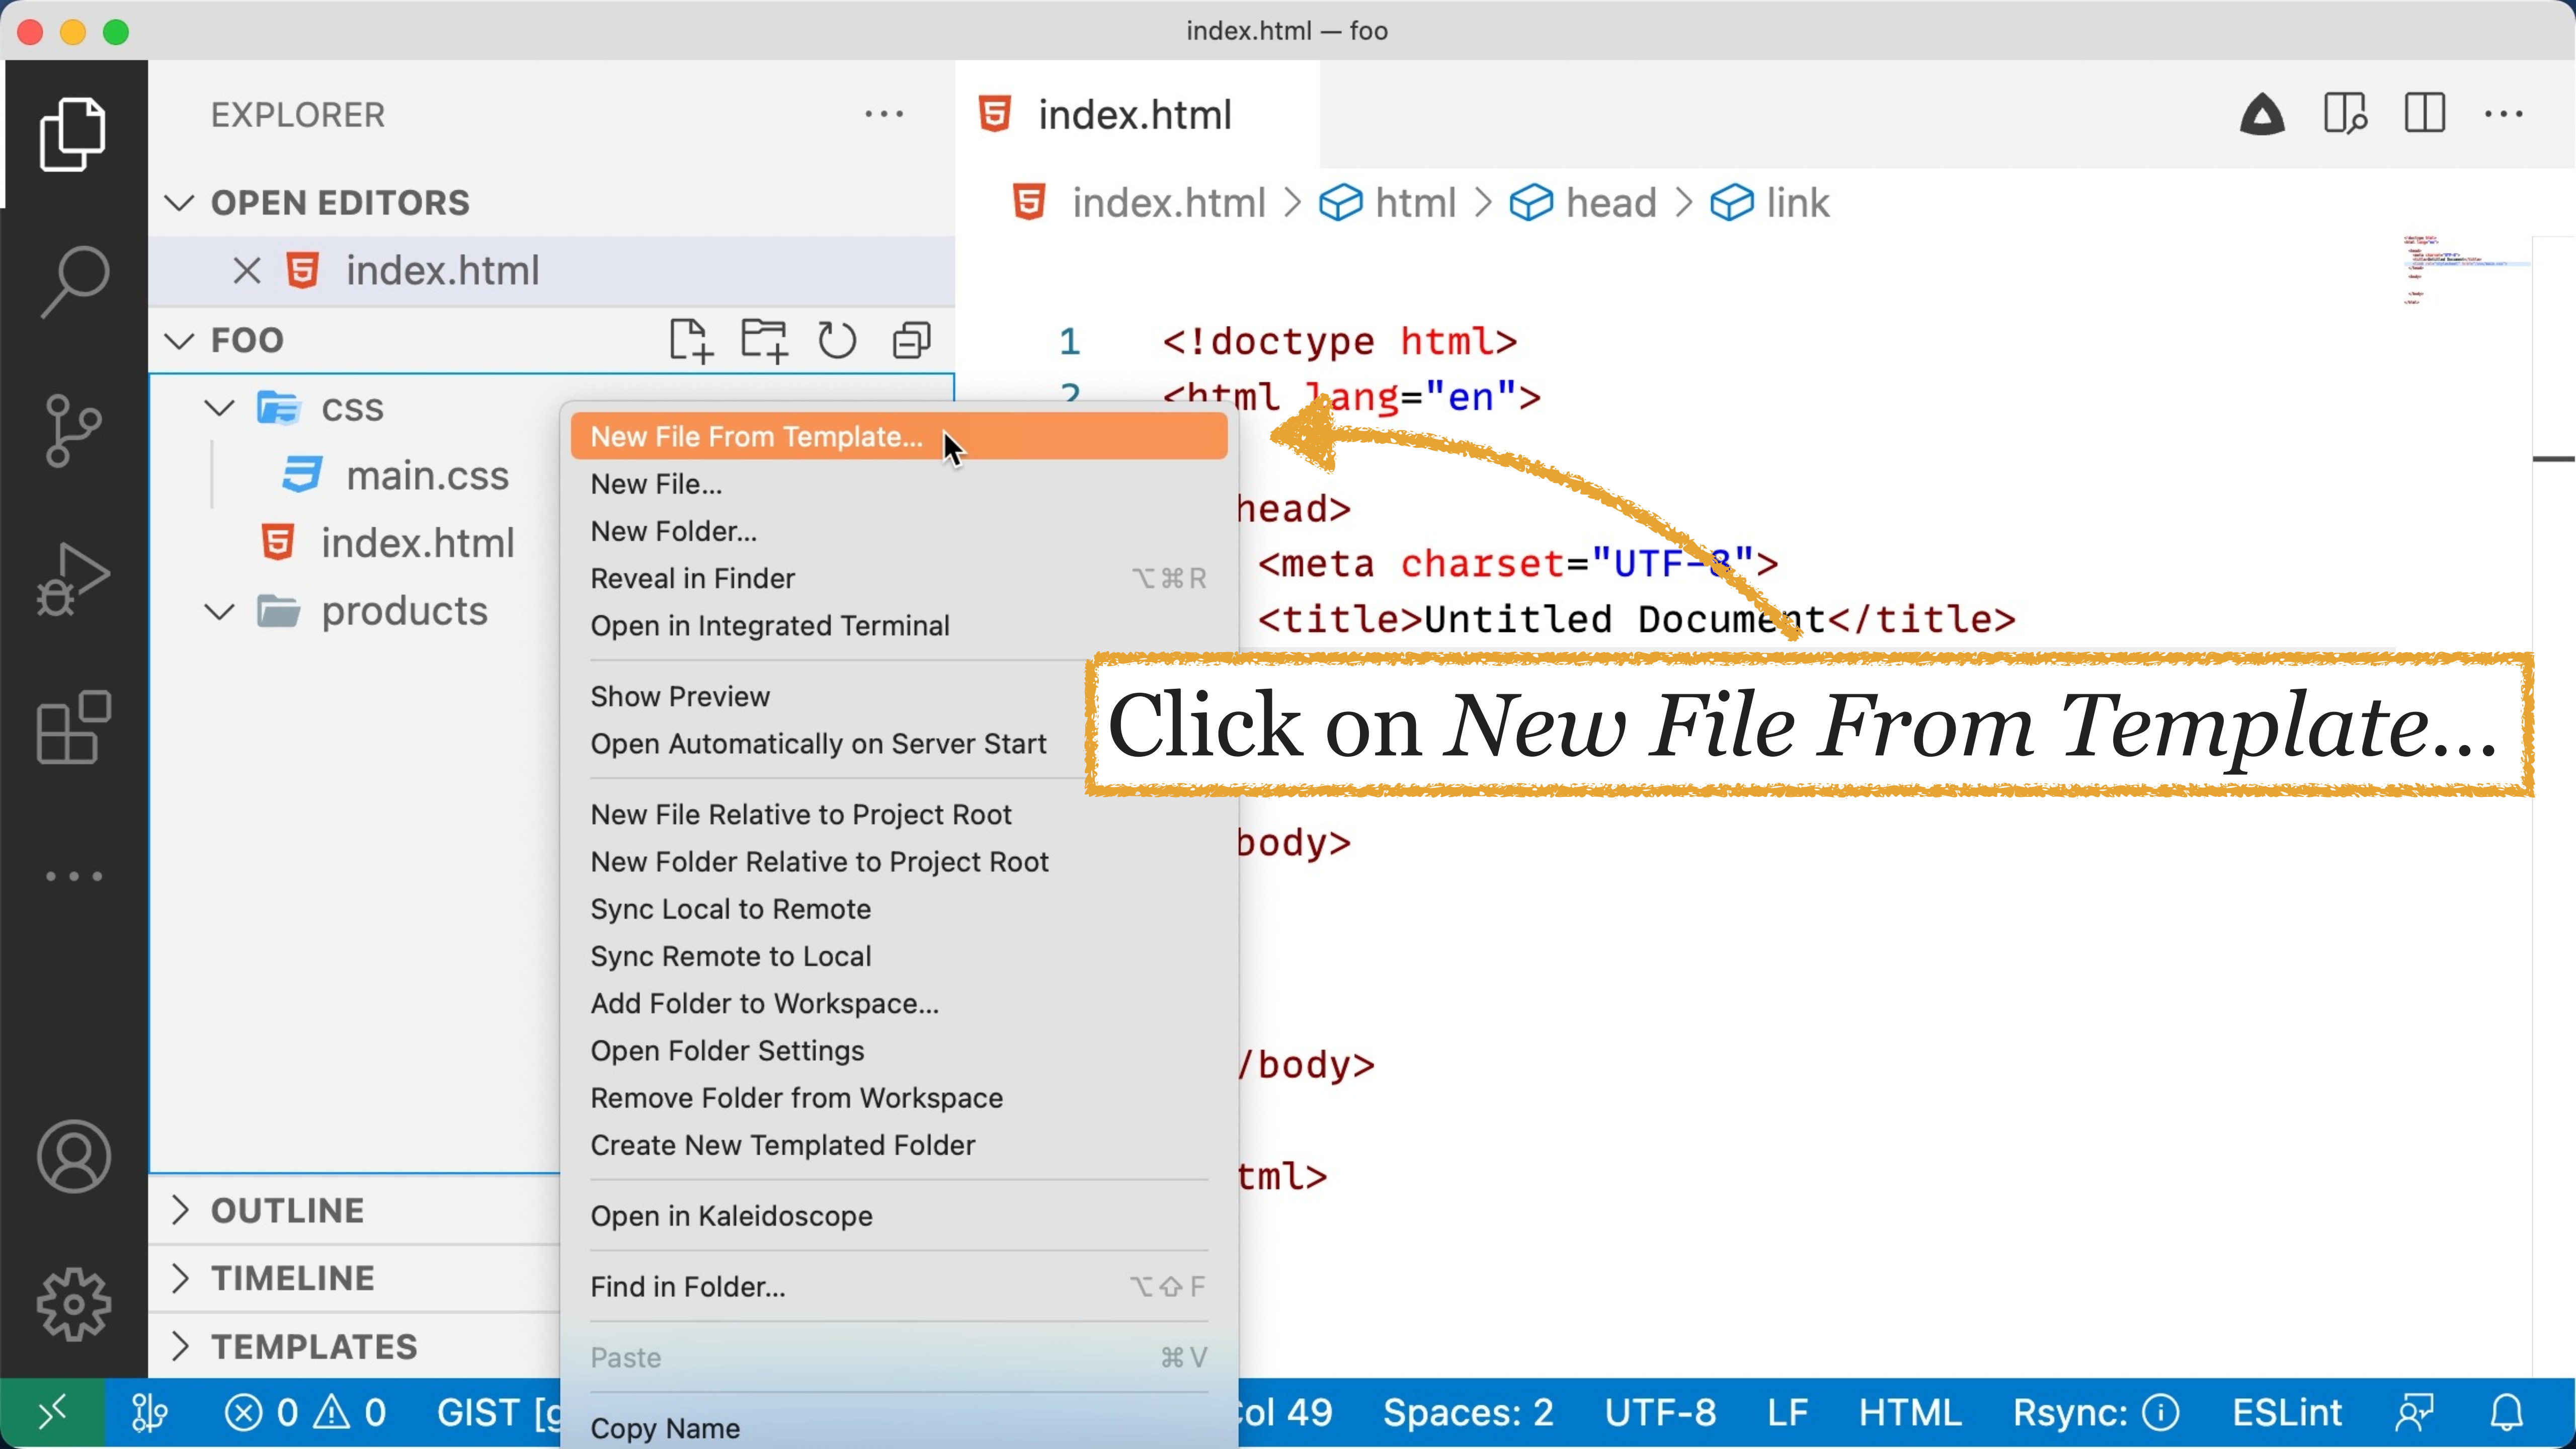 index.html — foo
EXPLORER
index.html
OPEN EDITORS
index.html > html > head > link
index.html
FOO
1 <!doctype html>
2 <html lang="en">
css
main.css
index.html
products
New File From Template...
New File...
New Folder...
Reveal in Finder ⌥⌘R
Open in Integrated Terminal
Show Preview
Open Automatically on Server Start
New File Relative to Project Root
New Folder Relative to Project Root
Sync Local to Remote
Sync Remote to Local
Add Folder to Workspace...
Open Folder Settings
Remove Folder from Workspace
Create New Templated Folder
Open in Kaleidoscope
Find in Folder... ⌥⇧F
Paste ⌘V
Copy Name
head>
<meta charset="UTF-8">
<title>Untitled Document</title>
Click on New File From Template...
body>
/body>
tml>
OUTLINE
TIMELINE
TEMPLATES
0 0 GIST [g ol 49 Spaces: 2 UTF-8 LF HTML Rsync: ESLint